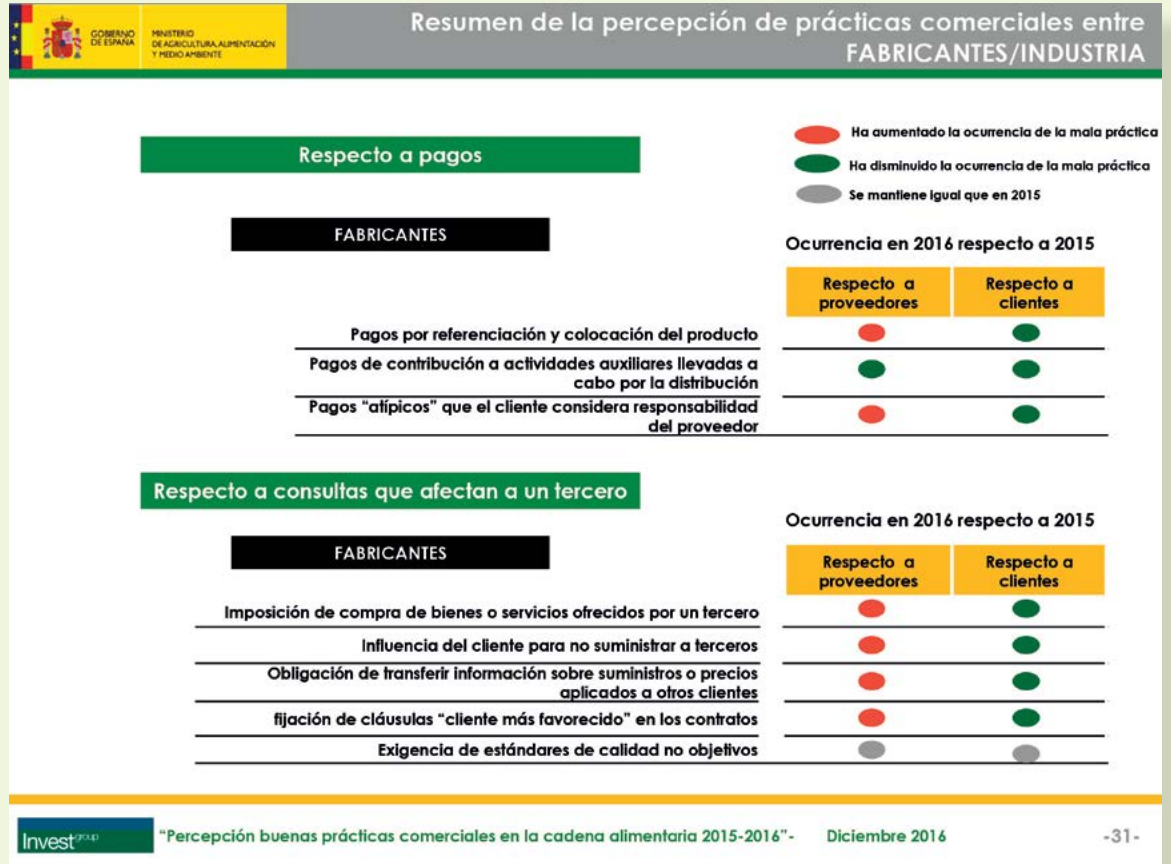 GOBIERNO
DE ESPAÑA
MINISTERIO
DE AGRICULTURA, ALIMENTACIÓN
Y MEDIO AMBIENTE
Resumen de la percepción de prácticas comerciales entre
FABRICANTES/INDUSTRIA
Ha aumentado la ocurrencia de la mala práctica
Ha disminuido la ocurrencia de la mala práctica
Se mantiene igual que en 2015
Respecto a pagos
FABRICANTES
Ocurrencia en 2016 respecto a 2015
Respecto a
proveedores
Respecto a
clientes
Pagos por referenciación y colocación del producto
Pagos de contribución a actividades auxiliares llevadas a
cabo por la distribución
Pagos “atípicos” que el cliente considera responsabilidad
del proveedor
Respecto a consultas que afectan a un tercero
FABRICANTES
Ocurrencia en 2016 respecto a 2015
Respecto a
proveedores
Respecto a
clientes
Imposición de compra de bienes o servicios ofrecidos por un tercero
Influencia del cliente para no suministrar a terceros
Obligación de transferir información sobre suministros o precios
aplicados a otros clientes
fijación de cláusulas “cliente más favorecido” en los contratos
Exigencia de estándares de calidad no objetivos
Invest group
“Percepción buenas prácticas comerciales en la cadena alimentaria 2015-2016”- Diciembre 2016
-31-